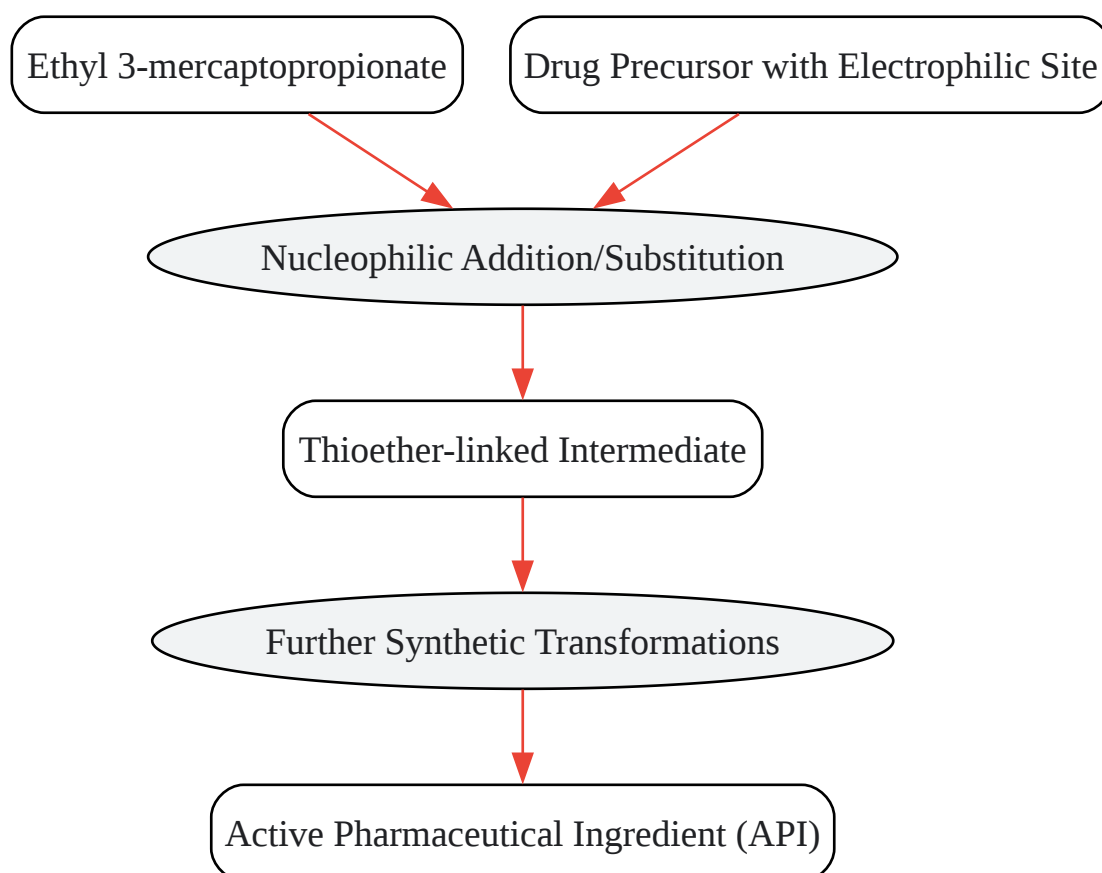 Ethyl 3-mercaptopropionate
Drug Precursor with Electrophilic Site
Nucleophilic Addition/Substitution
Thioether-linked Intermediate
Further Synthetic Transformations
Active Pharmaceutical Ingredient (API)